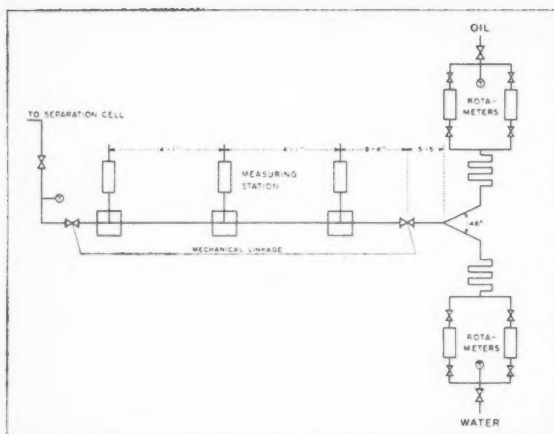 OIL
ROTA-
METERS
TO SEPARATION CELL
MEASURING
STATION
MECHANICAL LINKAGE
ROTA-
METERS
WATER